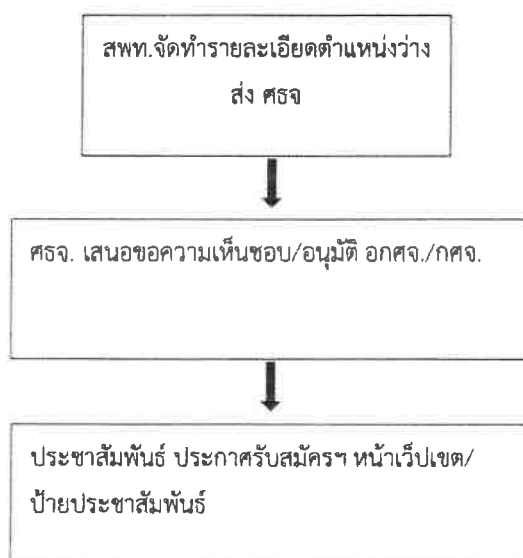 สพท.จัดทำรายละเอียดตำแหน่งว่าง
ส่ง ศธจ
ศธจ. เสนอขอความเห็นชอบ/อนุมัติ อกศจ./กศจ.
ประชาสัมพันธ์ ประกาศรับสมัครฯ หน้าเว็ปเขต/
ป้ายประชาสัมพันธ์